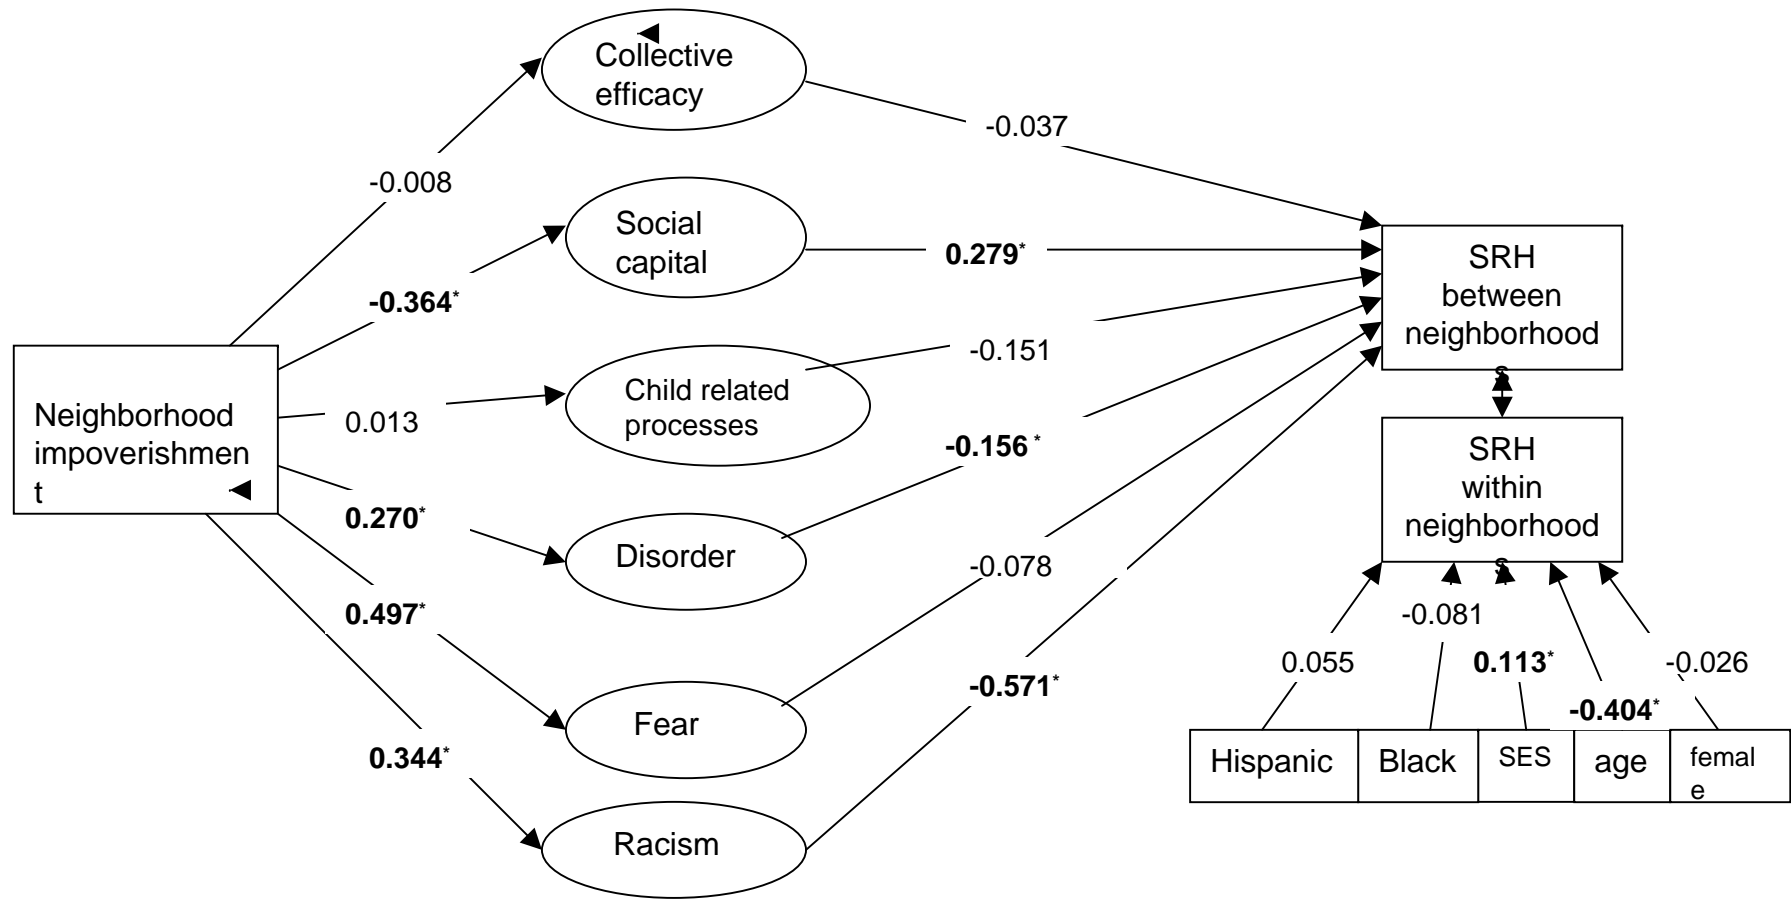 Collective
efficacy
-0.037
-0.008
Social
capital
0.279*
-0.364*
SRH
between
neighborhood
s
Neighborhood
impoverishmen
t
0.013
Child related
processes
-0.151
-0.156 *
SRH
within
neighborhood
s
0.270*
Disorder
-0.078
0.497*
Fear
-0.571*
0.344*
Racism
0.055
-0.081
0.113*
-0.404*
-0.026
Hispanic
Black
SES
age
femal
e